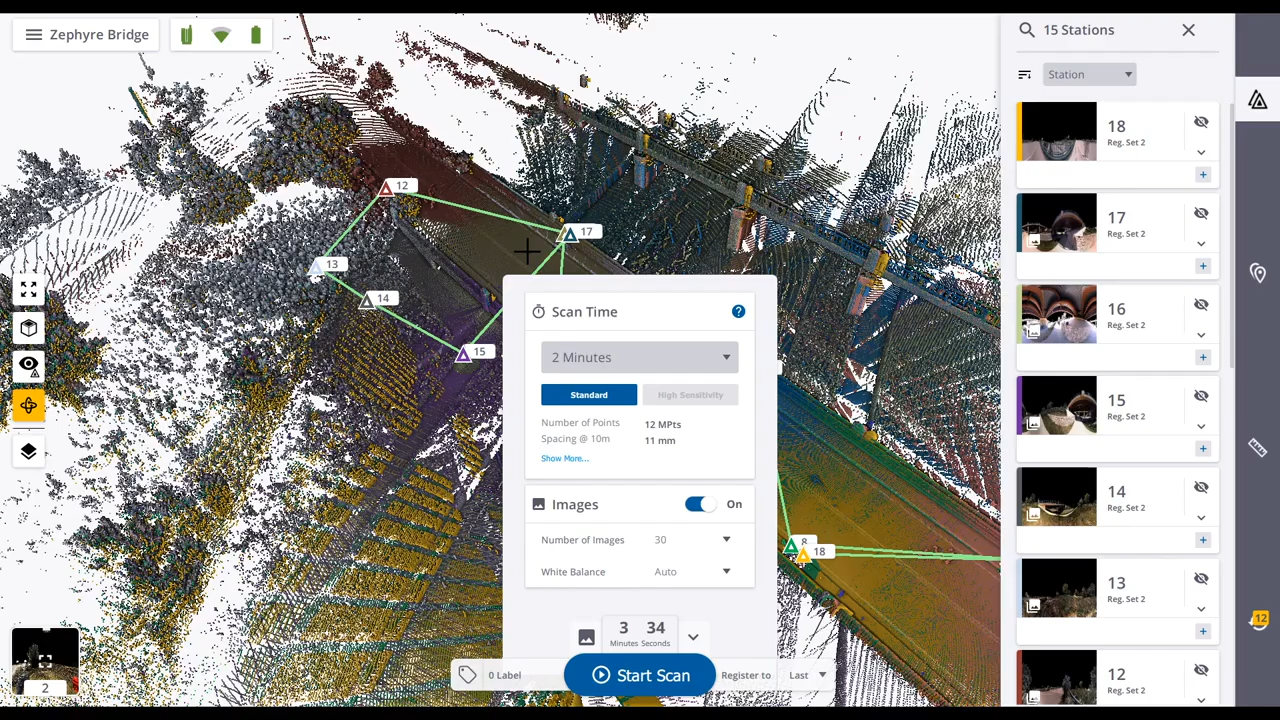 Zephyre Bridge
15 Stations
Station
18
Reg. Set 2
17
Reg. Set 2
16
Reg. Set 2
15
Reg. Set 2
14
Reg. Set 2
13
Reg. Set 2
12
Reg. Set 2
12
12
17
13
14
15
8
18
Scan Time
?
2 Minutes
Standard
High Sensitivity
Number of Points
12 MPts
Spacing @ 10m
11 mm
Show More...
Images
On
Number of Images
30
White Balance
Auto
3 34
Minutes Seconds
0 Label
Start Scan
Register to
Last
2